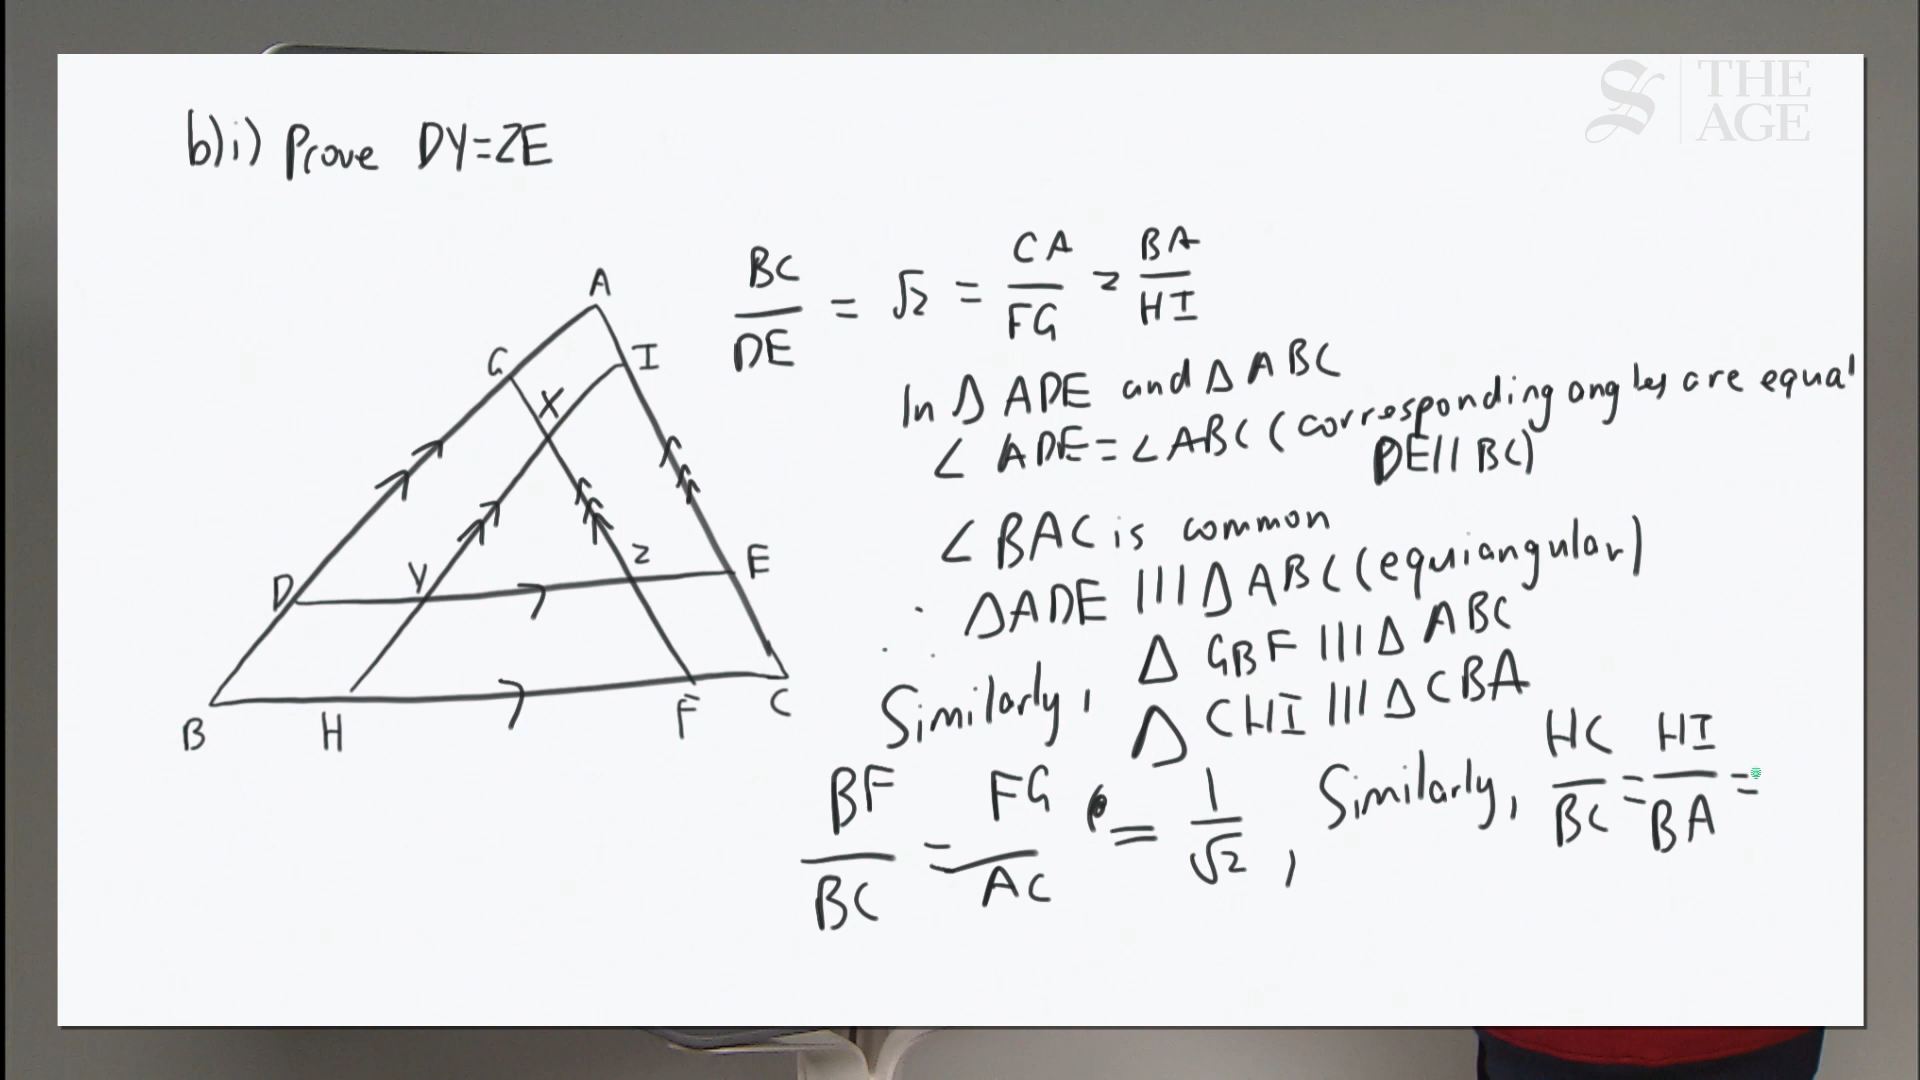 THE
AGE
b)i) Prove DY=ZE
BC/DE = √2 = CA/FG = BA/HI
In Δ ADE and Δ ABC
∠ ADE = ∠ ABC (corresponding angles are equal
DE || BC)
∠ BAC is common
∴ ΔADE ||| ΔABC (equiangular)
Similarly, Δ GBF ||| Δ ABC
Δ CHI ||| Δ CBA
BF/BC = FG/AC = 1/√2, Similarly, HC/BC = HI/BA =
A
G
I
X
D
Y
Z
E
B
H
F
C